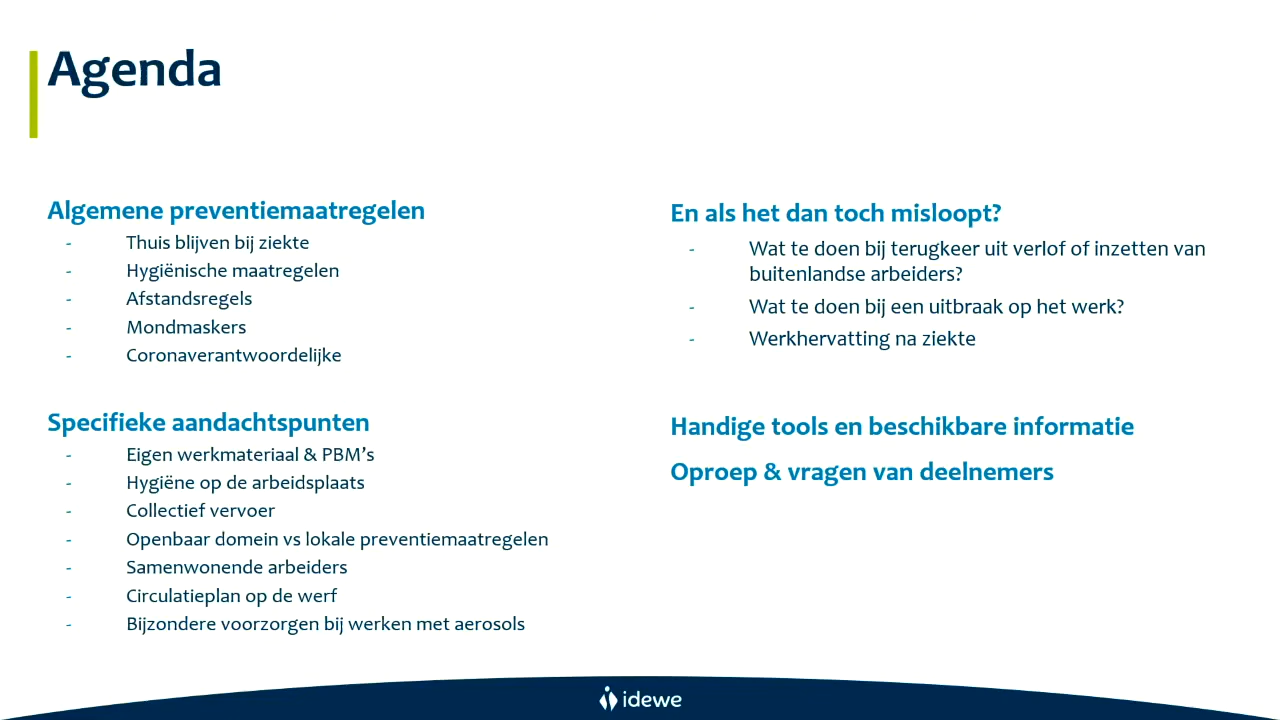 Agenda
Algemene preventiemaatregelen
- Thuis blijven bij ziekte
- Hygiënische maatregelen
- Afstandsregels
- Mondmaskers
- Coronaverantwoordelijke
Specifieke aandachtspunten
- Eigen werkmateriaal & PBM’s
- Hygiëne op de arbeidsplaats
- Collectief vervoer
- Openbaar domein vs lokale preventiemaatregelen
- Samenwonende arbeiders
- Circulatieplan op de werf
- Bijzondere voorzorgen bij werken met aerosols
En als het dan toch misloopt?
- Wat te doen bij terugkeer uit verlof of inzetten van
buitenlandse arbeiders?
- Wat te doen bij een uitbraak op het werk?
- Werkhervatting na ziekte
Handige tools en beschikbare informatie
Oproep & vragen van deelnemers
idewe